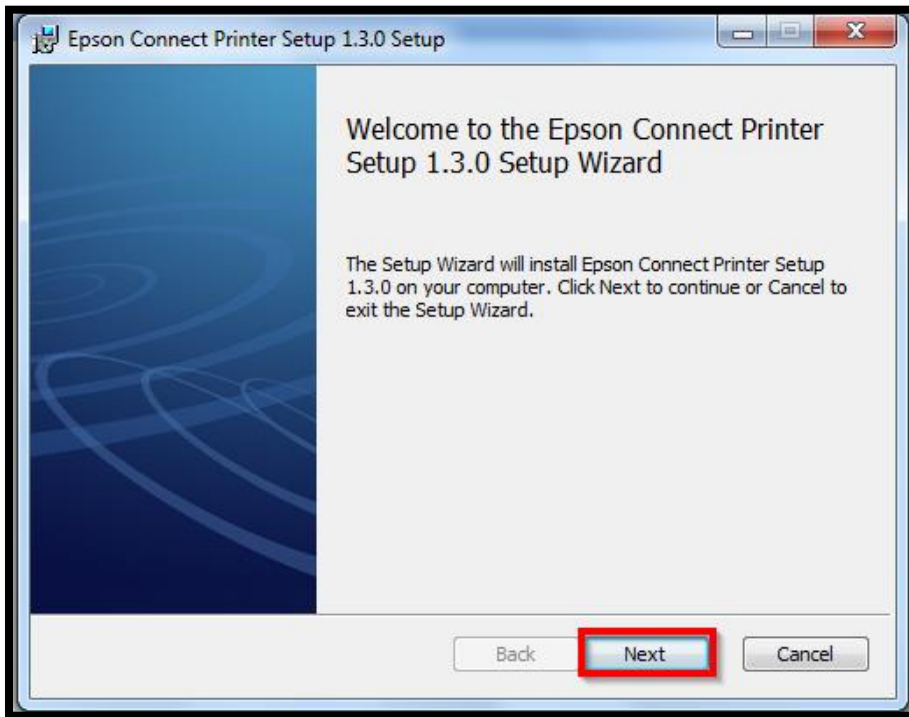 Epson Connect Printer Setup 1.3.0 Setup
Welcome to the Epson Connect Printer
Setup 1.3.0 Setup Wizard
The Setup Wizard will install Epson Connect Printer Setup
1.3.0 on your computer. Click Next to continue or Cancel to
exit the Setup Wizard.
Back Next Cancel